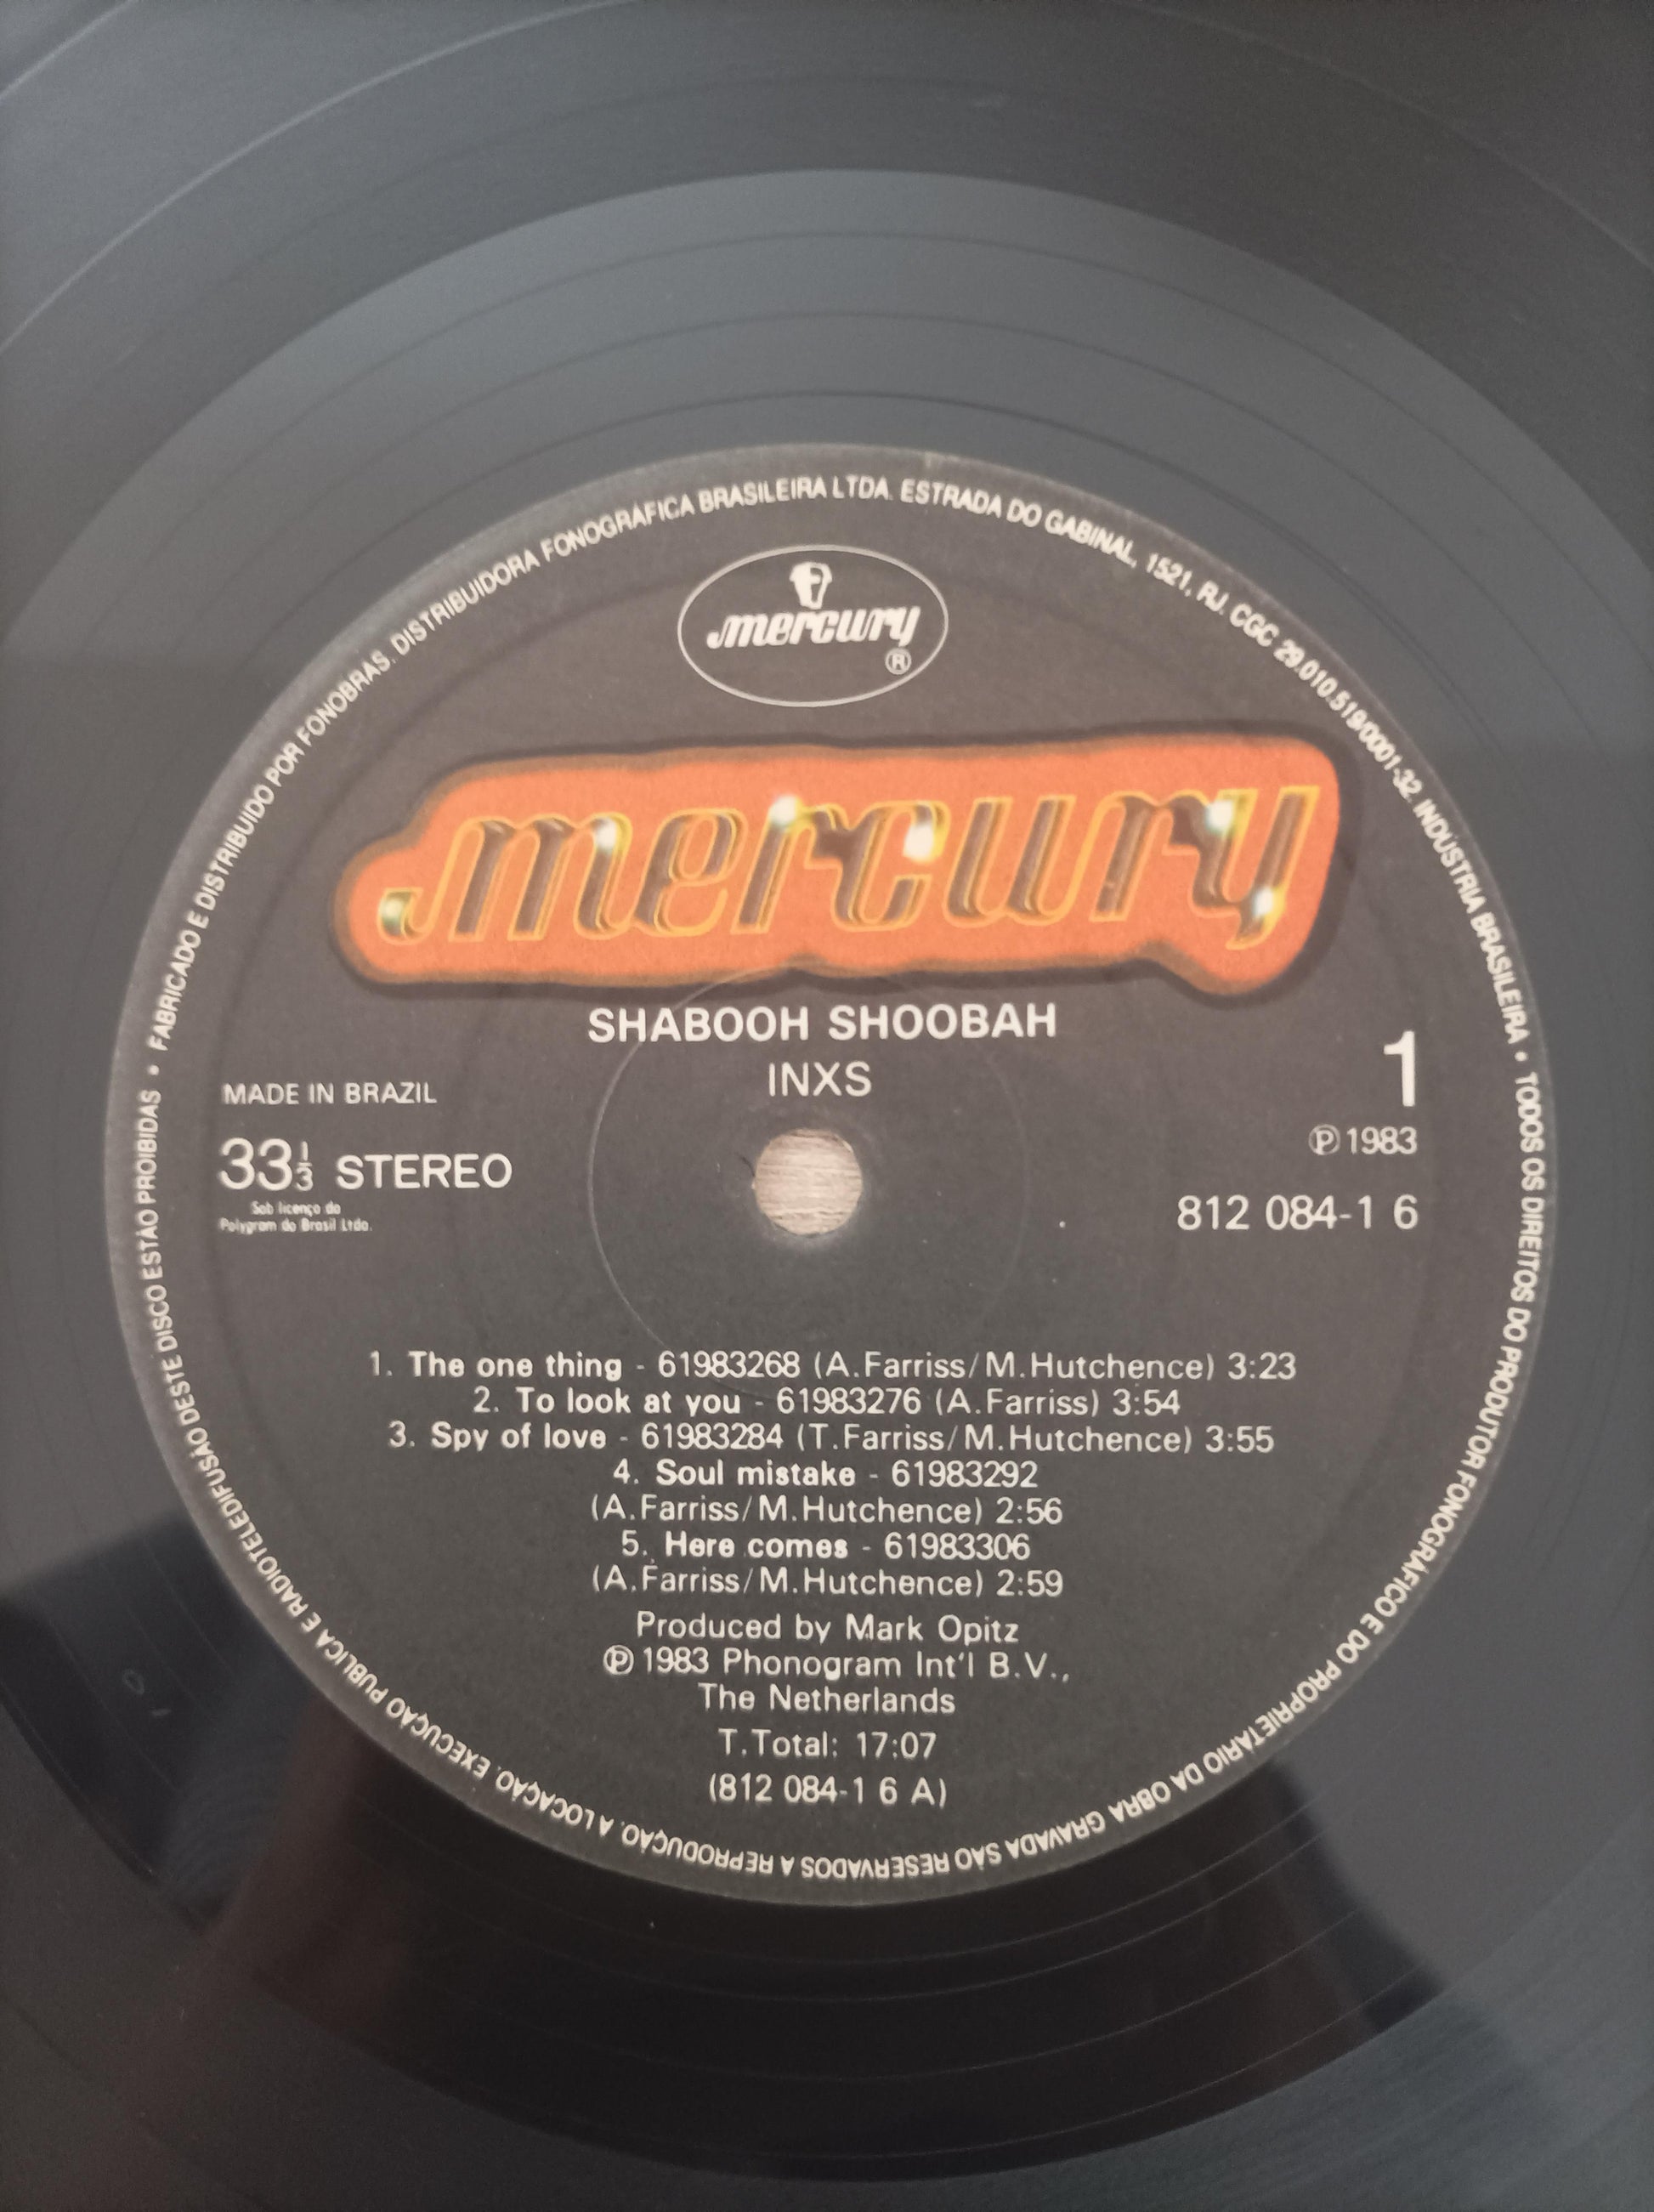 FABRICADO E DISTRIBUIDO POR FONOBRAS. DISTRIBUIDORA FONOGRAFICA BRASILEIRA LTDA. ESTRADA DO GABINAL, 1521, RJ. CGC 29.010.519/0001-32. INDÚSTRIA BRASILEIRA • TODOS OS DIREITOS DO PRODUTOR FONOGRÁFICO E DO PROPRIETÁRIO DA OBRA GRAVADA SÃO RESERVADOS A REPRODUÇÃO. A LOCAÇÃO. EXECUÇÃO PUBLICA E RADIOTELEDIFUSÃO DESTE DISCO ESTÃO PROIBIDAS •
mercury
®
mercury
SHABOOH SHOOBAH
INXS
1
MADE IN BRAZIL
℗ 1983
33 1/3 STEREO
Sob licença da
Polygram do Brasil Ltda.
812 084-1 6
1. The one thing - 61983268 (A.Farriss/M.Hutchence) 3:23
2. To look at you - 61983276 (A.Farriss) 3:54
3. Spy of love - 61983284 (T.Farriss/M.Hutchence) 3:55
4. Soul mistake - 61983292
(A.Farriss/M.Hutchence) 2:56
5. Here comes - 61983306
(A.Farriss/M.Hutchence) 2:59
Produced by Mark Opitz
℗ 1983 Phonogram Int'l B.V.,
The Netherlands
T.Total: 17:07
(812 084-1 6 A)